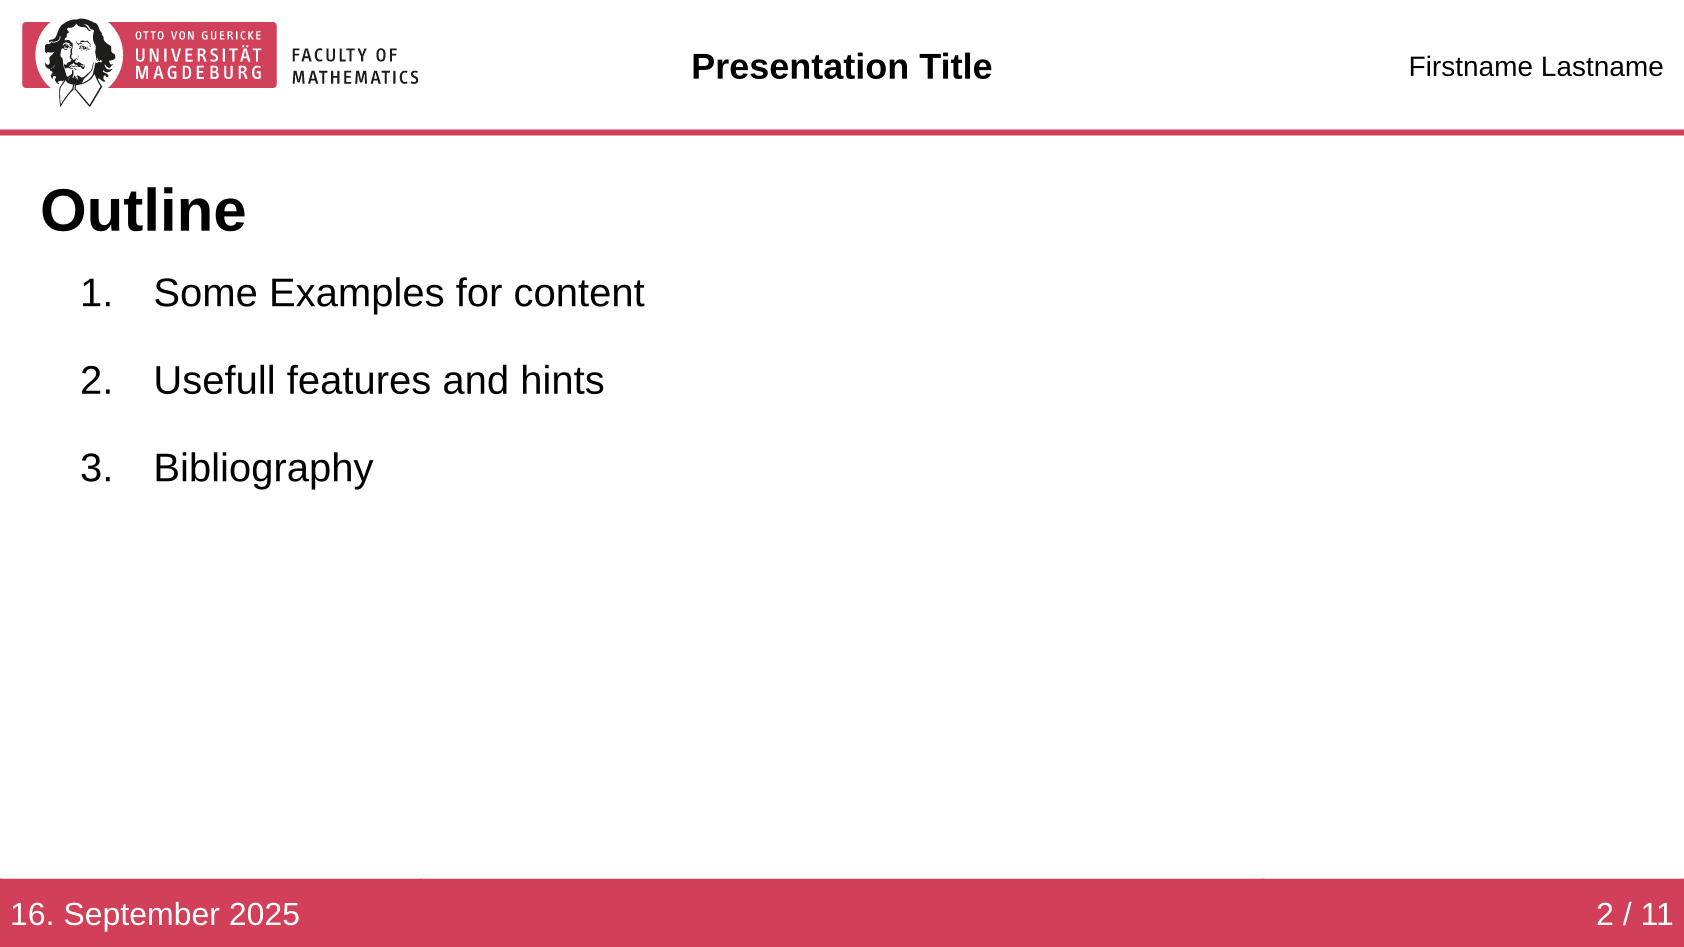 OTTO VON GUERICKE
UNIVERSITÄT
MAGDEBURG
FACULTY OF
MATHEMATICS
Presentation Title
Firstname Lastname
Outline
1. Some Examples for content
2. Usefull features and hints
3. Bibliography
16. September 2025
2 / 11